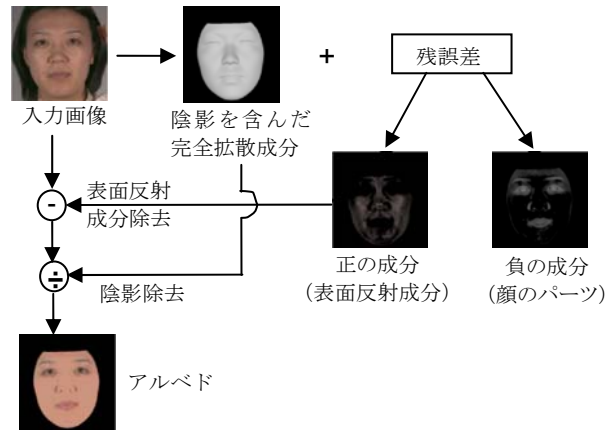 +
残誤差
入力画像
陰影を含んだ
完全拡散成分
表面反射
成分除去
-
正の成分
(表面反射成分)
負の成分
(顔のパーツ)
÷
陰影除去
アルベド